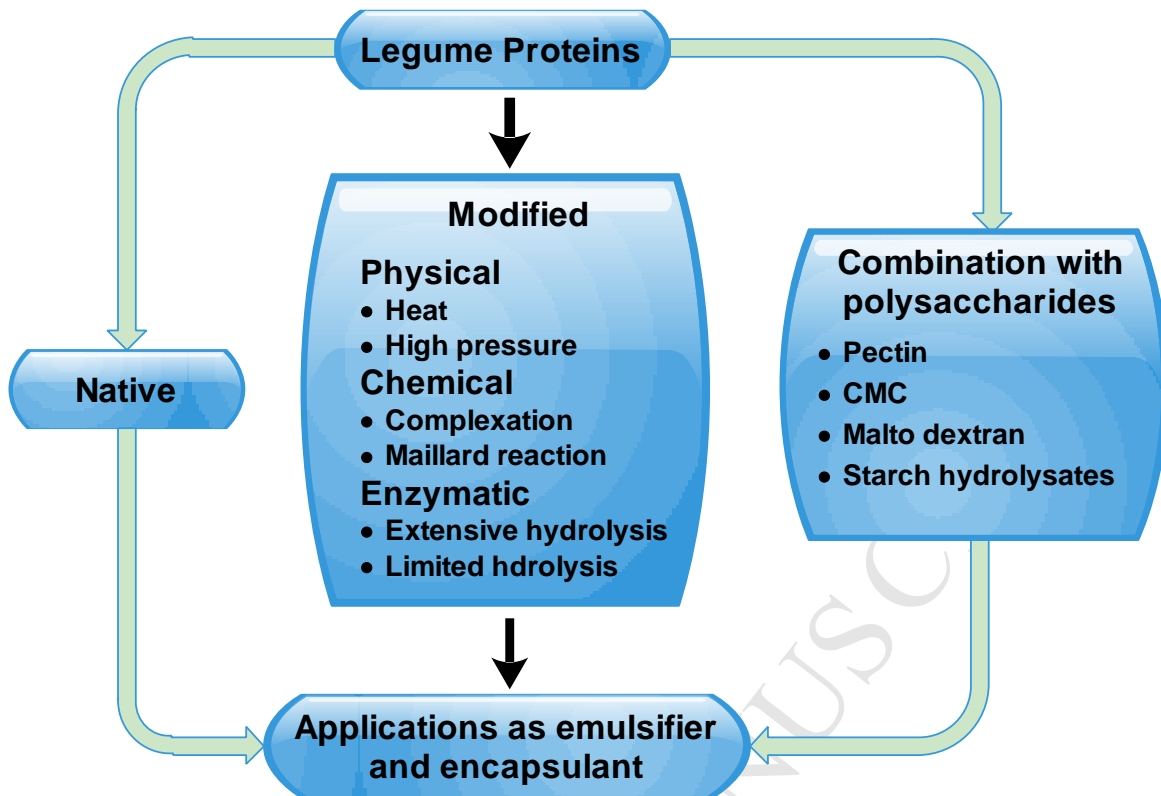 Legume Proteins
Modified
Physical
• Heat
• High pressure
Chemical
• Complexation
• Maillard reaction
Enzymatic
• Extensive hydrolysis
• Limited hdrolysis
Native
Combination with
polysaccharides
• Pectin
• CMC
• Malto dextran
• Starch hydrolysates
Applications as emulsifier
and encapsulant